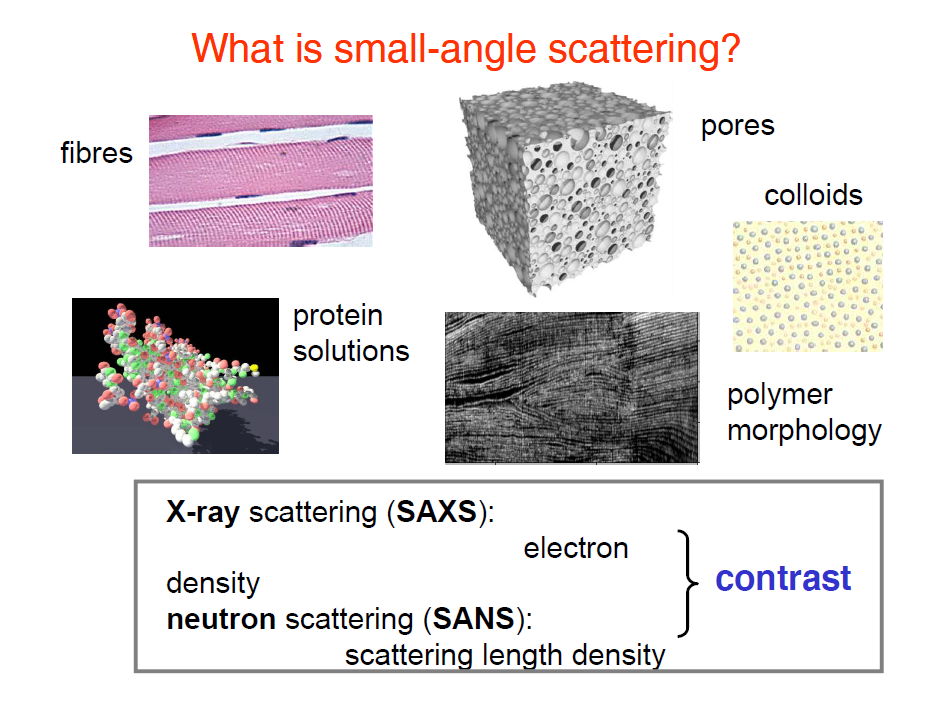 What is small-angle scattering?
fibres
pores
colloids
protein
solutions
polymer
morphology
X-ray scattering (SAXS):
electron
density
neutron scattering (SANS):
scattering length density
contrast